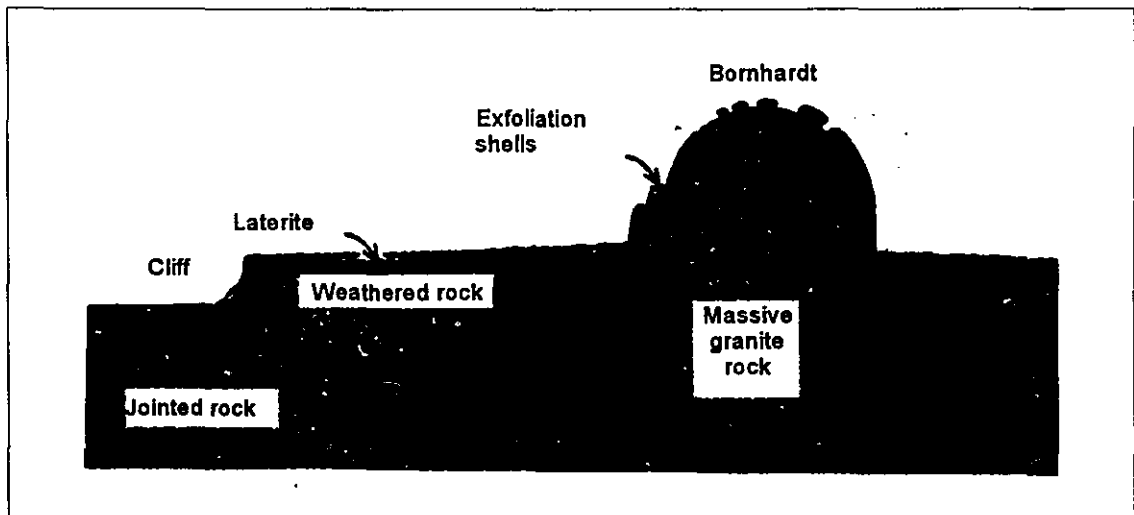 Bornhardt
Exfoliation
shells
Laterite
Cliff
Weathered rock
Massive
granite
rock
Jointed rock